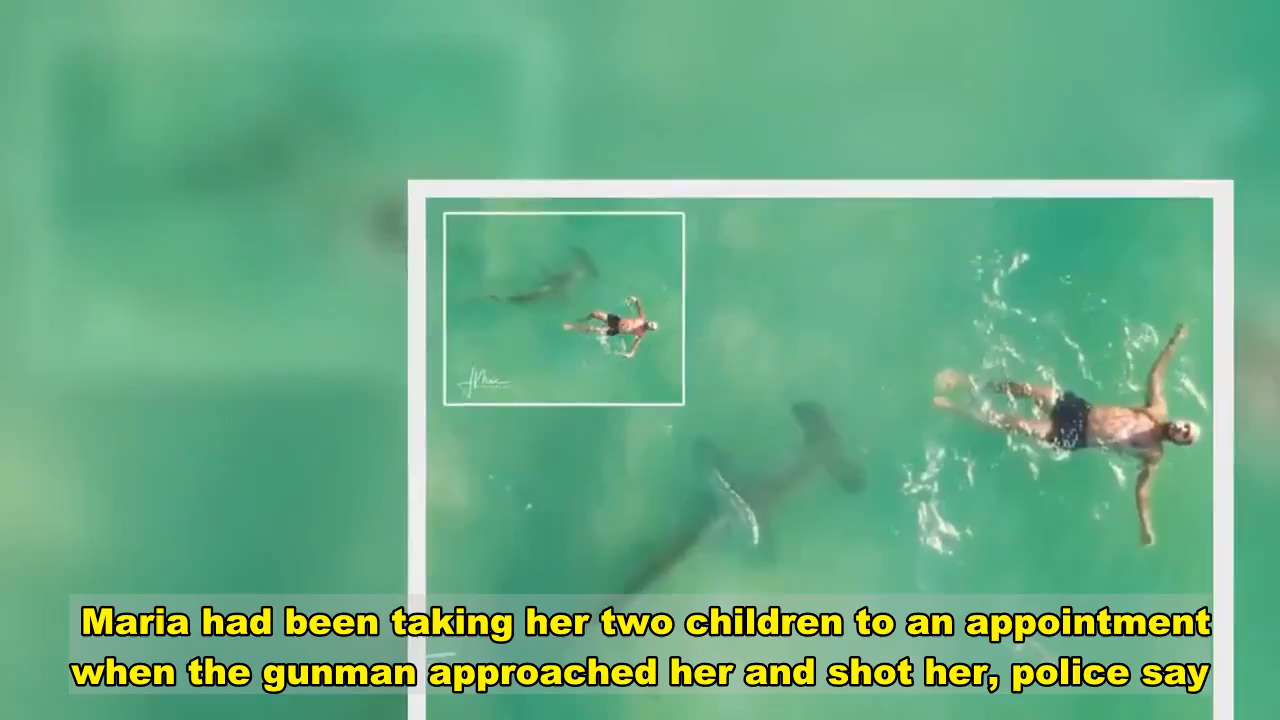 Maria had been taking her two children to an appointment
when the gunman approached her and shot her, police say